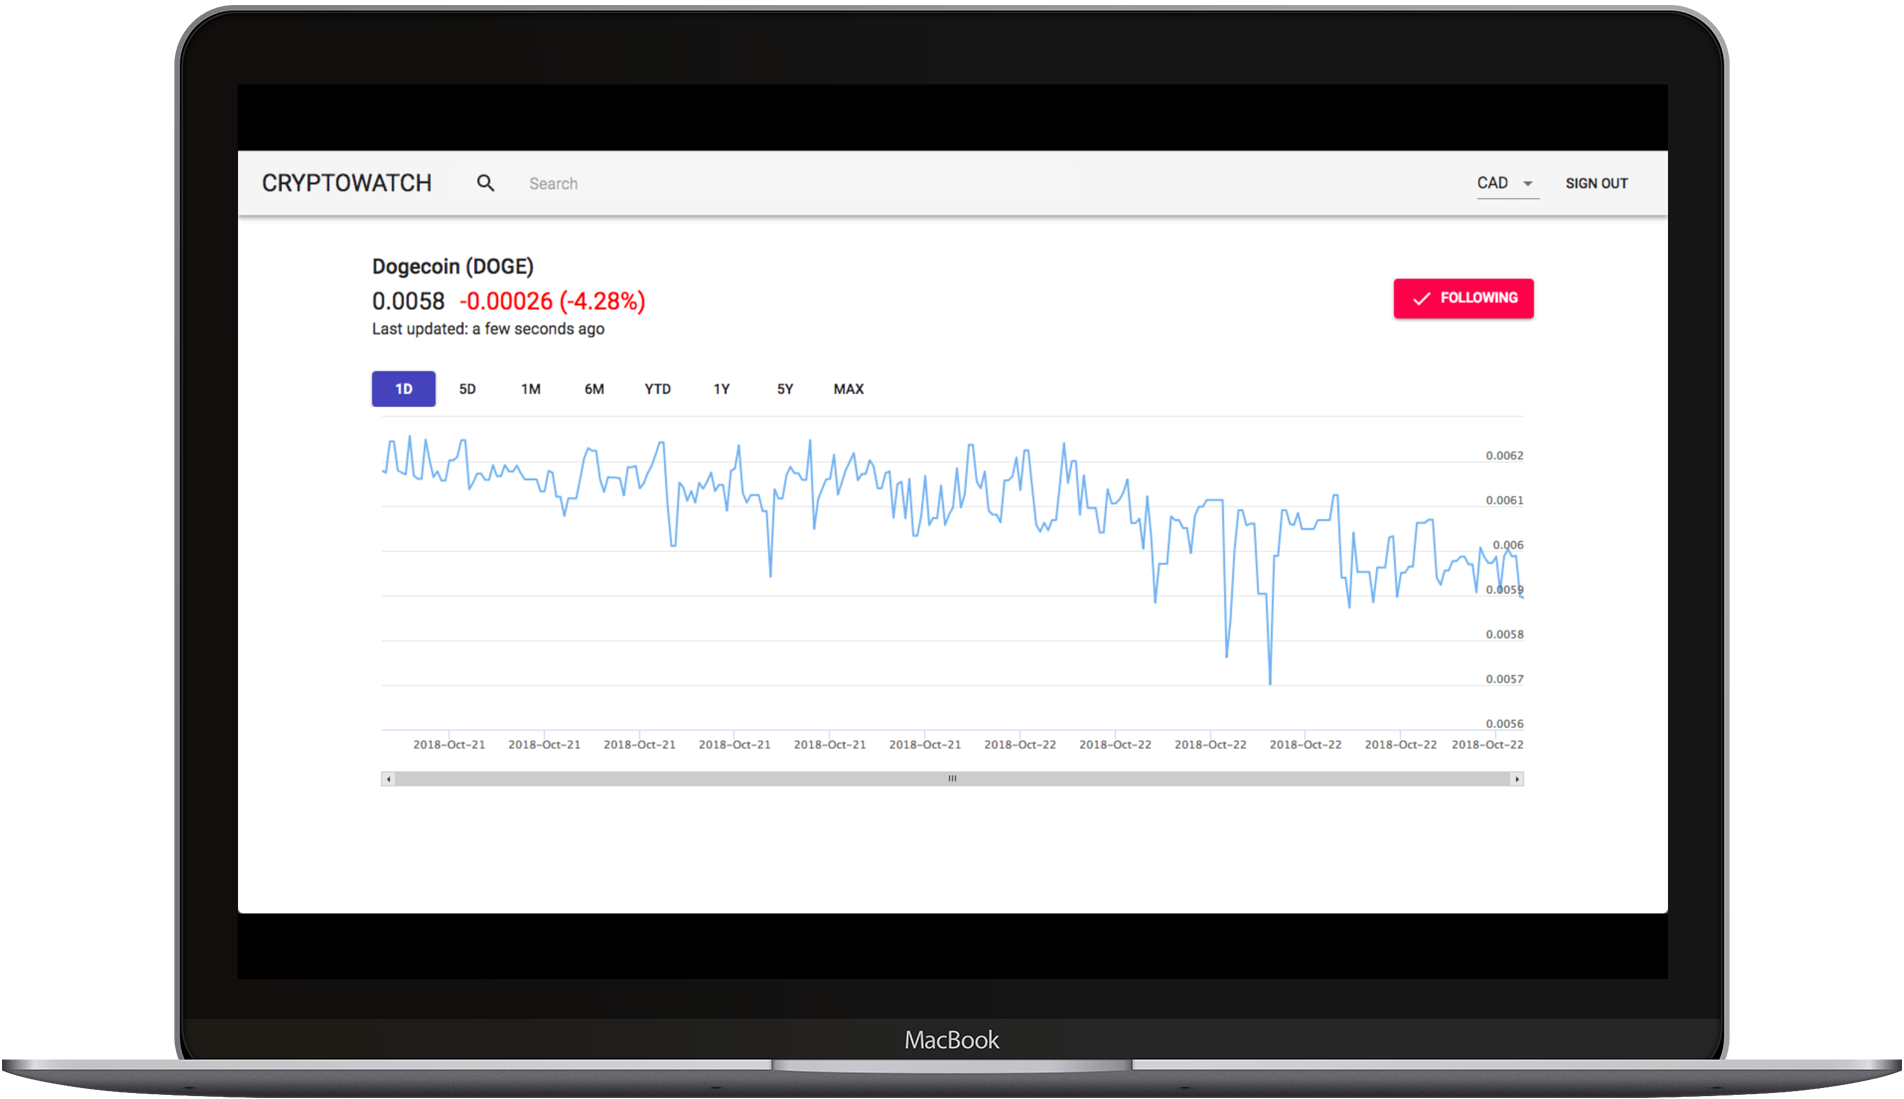 CRYPTOWATCH Search CAD SIGN OUT
Dogecoin (DOGE)
0.0058 -0.00026 (-4.28%)
Last updated: a few seconds ago
FOLLOWING
1D 5D 1M 6M YTD 1Y 5Y MAX
0.0062
0.0061
0.006
0.0059
0.0058
0.0057
0.0056
2018-Oct-21 2018-Oct-21 2018-Oct-21 2018-Oct-21 2018-Oct-21 2018-Oct-21 2018-Oct-22 2018-Oct-22 2018-Oct-22 2018-Oct-22 2018-Oct-22 2018-Oct-22
MacBook